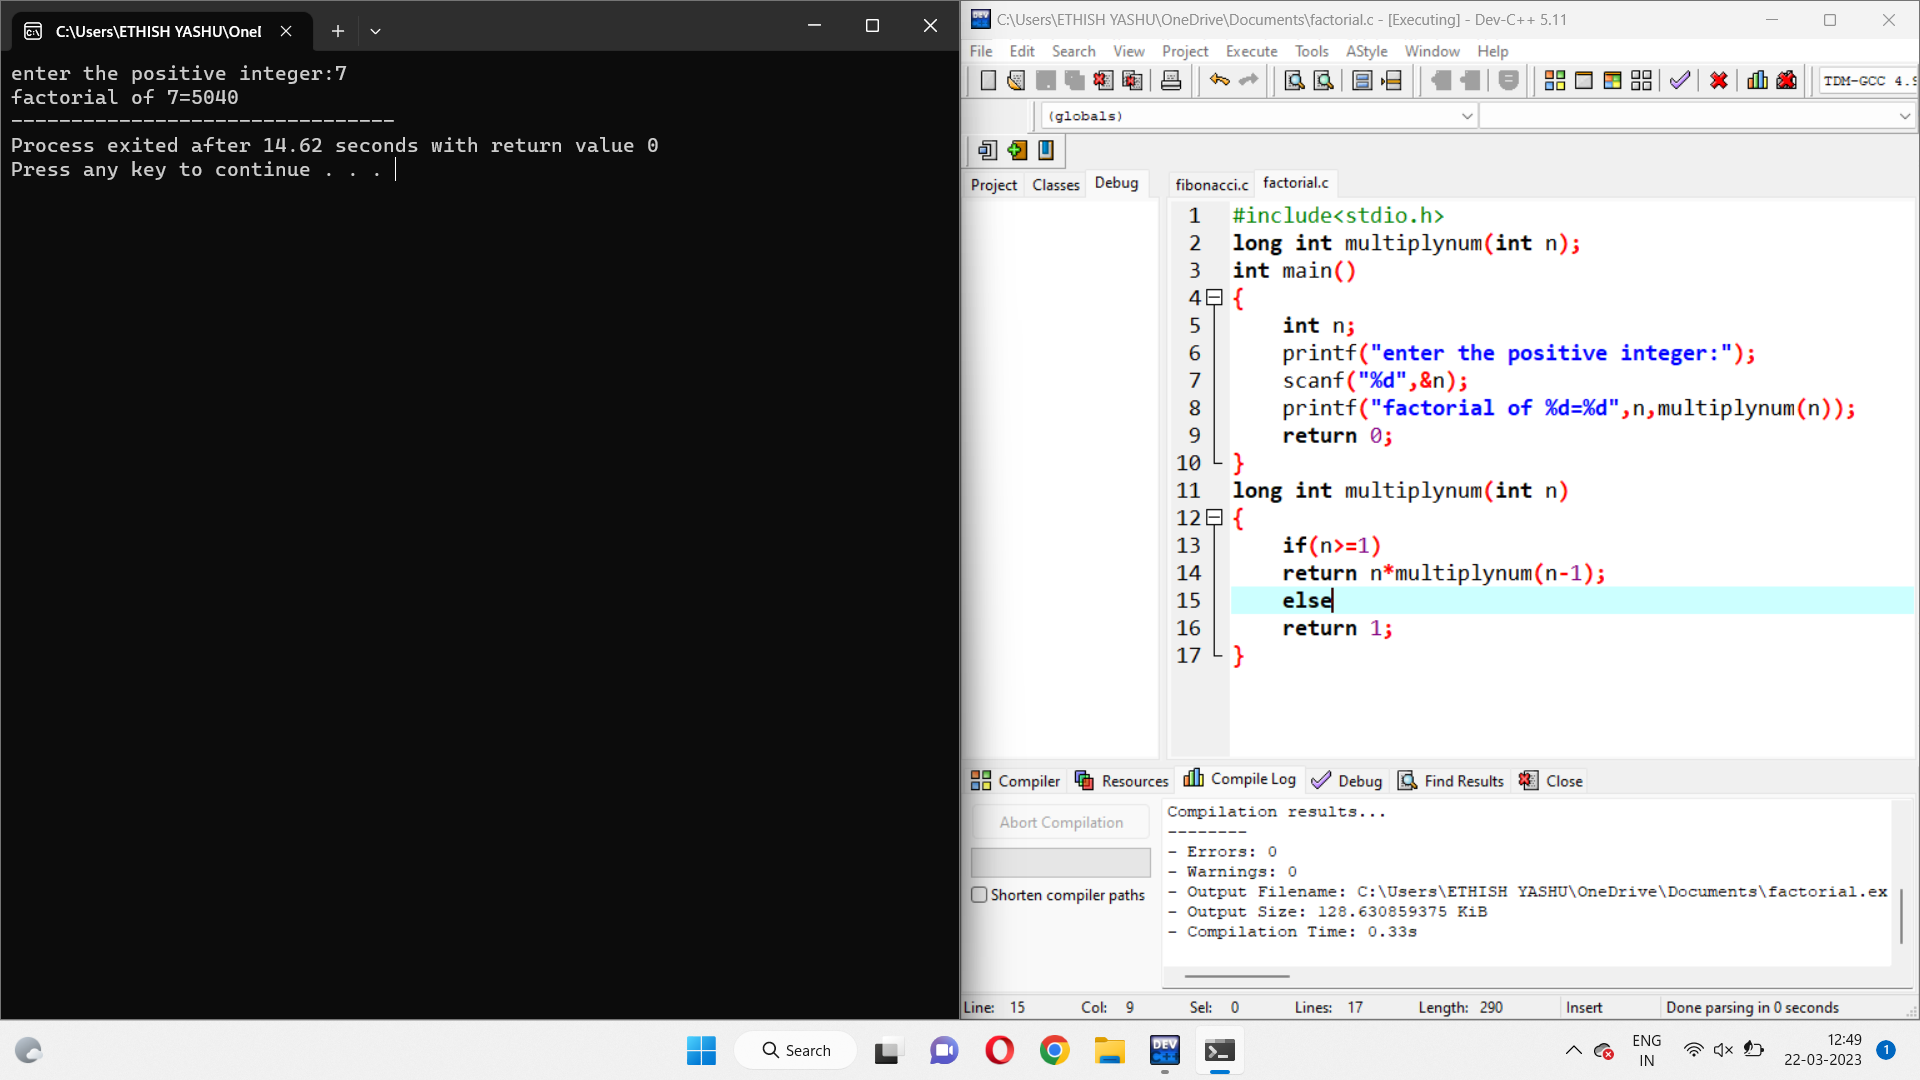 C:\Users\ETHISH YASHU\OneI
enter the positive integer:7
factorial of 7=5040
--------------------------------
Process exited after 14.62 seconds with return value 0
Press any key to continue . . .
C:\Users\ETHISH YASHU\OneDrive\Documents\factorial.c - [Executing] - Dev-C++ 5.11
File Edit Search View Project Execute Tools AStyle Window Help
TDM-GCC 4.9
(globals)
Project Classes Debug
fibonacci.c factorial.c
1 #include<stdio.h>
2 long int multiplynum(int n);
3 int main()
4 {
5 int n;
6 printf("enter the positive integer:");
7 scanf("%d",&n);
8 printf("factorial of %d=%d",n,multiplynum(n));
9 return 0;
10 }
11 long int multiplynum(int n)
12 {
13 if(n>=1)
14 return n*multiplynum(n-1);
15 else
16 return 1;
17 }
Compiler Resources Compile Log Debug Find Results Close
Abort Compilation
Shorten compiler paths
Compilation results...
--------
- Errors: 0
- Warnings: 0
- Output Filename: C:\Users\ETHISH YASHU\OneDrive\Documents\factorial.ex
- Output Size: 128.630859375 KiB
- Compilation Time: 0.33s
Line: 15 Col: 9 Sel: 0 Lines: 17 Length: 290 Insert Done parsing in 0 seconds
Search
DEV C++
ENG
IN
12:49
22-03-2023
1